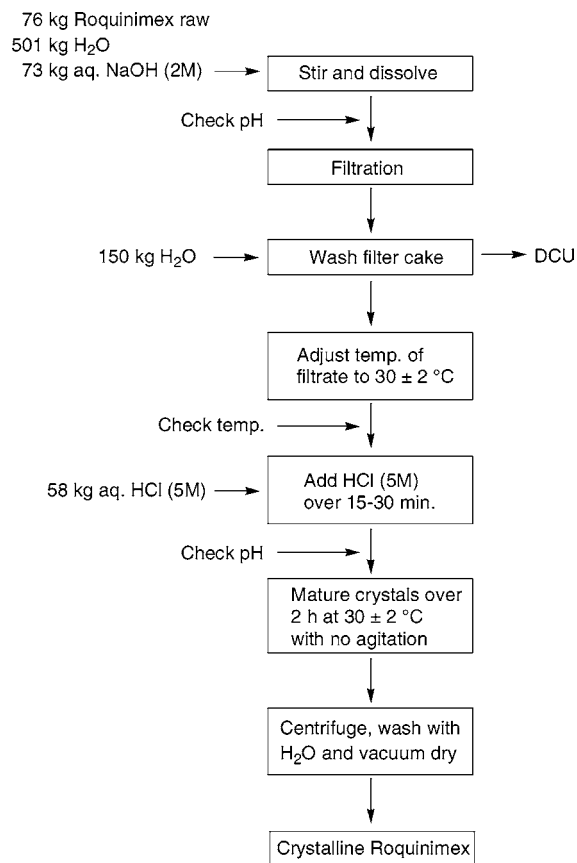 76 kg Roquinimex raw
501 kg H₂O
73 kg aq. NaOH (2M)
Stir and dissolve
Check pH
Filtration
150 kg H₂O
Wash filter cake
DCU
Adjust temp. of
filtrate to 30 ± 2 °C
Check temp.
58 kg aq. HCl (5M)
Add HCl (5M)
over 15-30 min.
Check pH
Mature crystals over
2 h at 30 ± 2 °C
with no agitation
Centrifuge, wash with
H₂O and vacuum dry
Crystalline Roquinimex